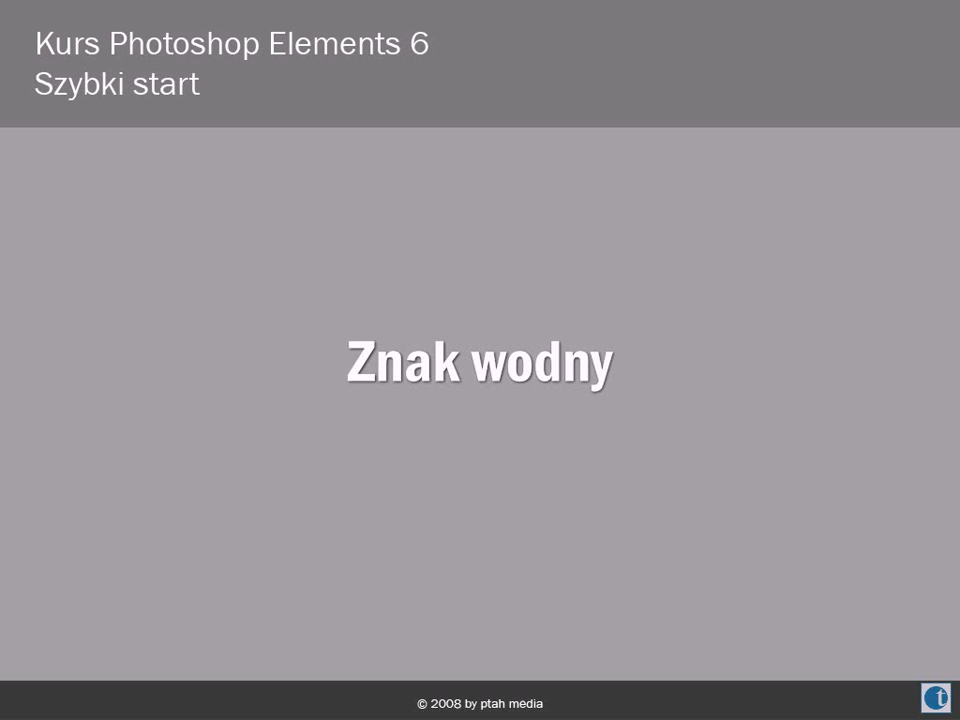 Kurs Photoshop Elements 6
Szybki start
Znak wodny
© 2008 by ptah media
t